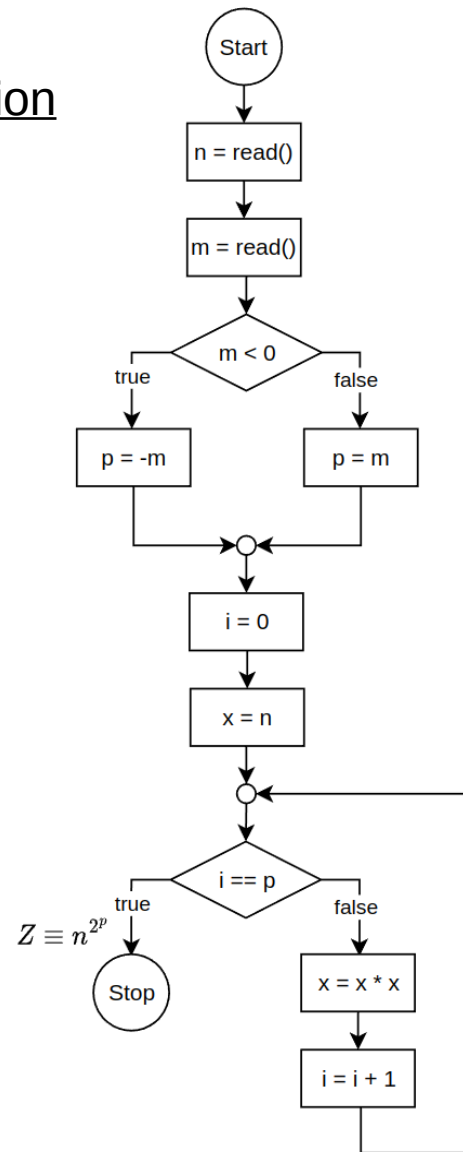 ion
Start
n = read()
m = read()
m < 0
true
false
p = -m
p = m
i = 0
x = n
i == p
true
false
Z ≡ n^{2^p}
Stop
x = x * x
i = i + 1